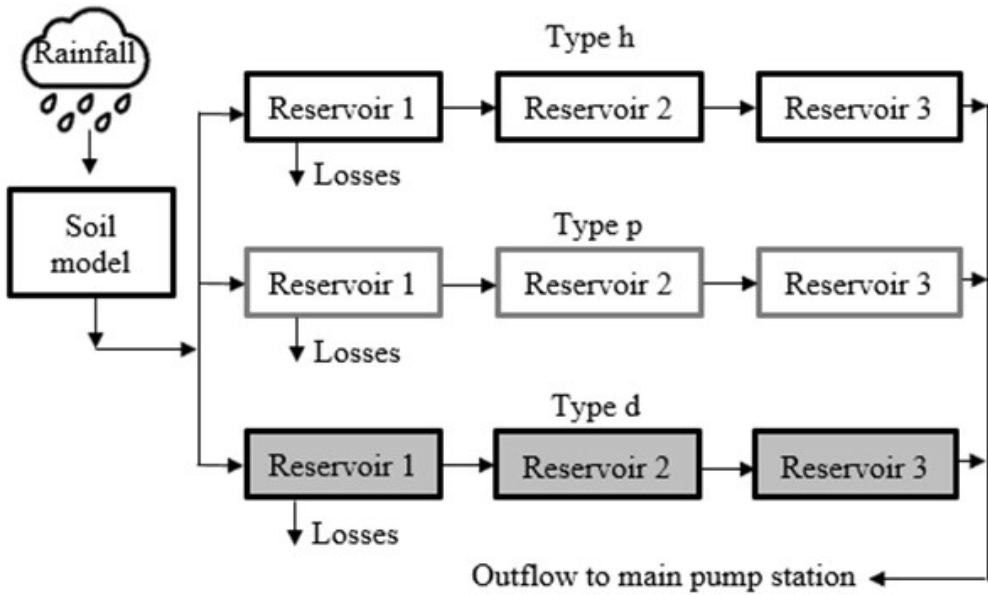 Rainfall
Type h
Reservoir 1
Reservoir 2
Reservoir 3
Losses
Soil
model
Type p
Reservoir 1
Reservoir 2
Reservoir 3
Losses
Type d
Reservoir 1
Reservoir 2
Reservoir 3
Losses
Outflow to main pump station